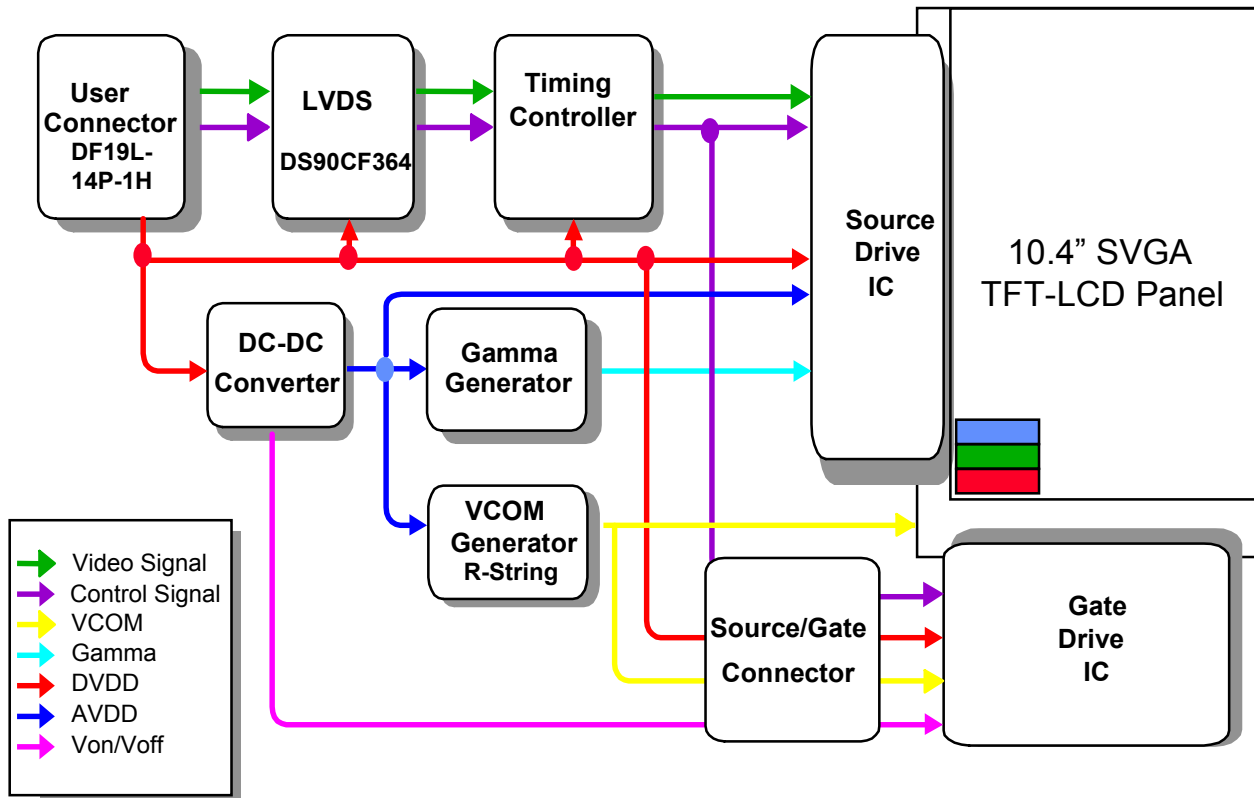 User
Connector
DF19L-
14P-1H
LVDS
DS90CF364
Timing
Controller
Source
Drive
IC
10.4” SVGA
TFT-LCD Panel
DC-DC
Converter
Gamma
Generator
VCOM
Generator
R-String
Source/Gate
Connector
Gate
Drive
IC
Video Signal
Control Signal
VCOM
Gamma
DVDD
AVDD
Von/Voff